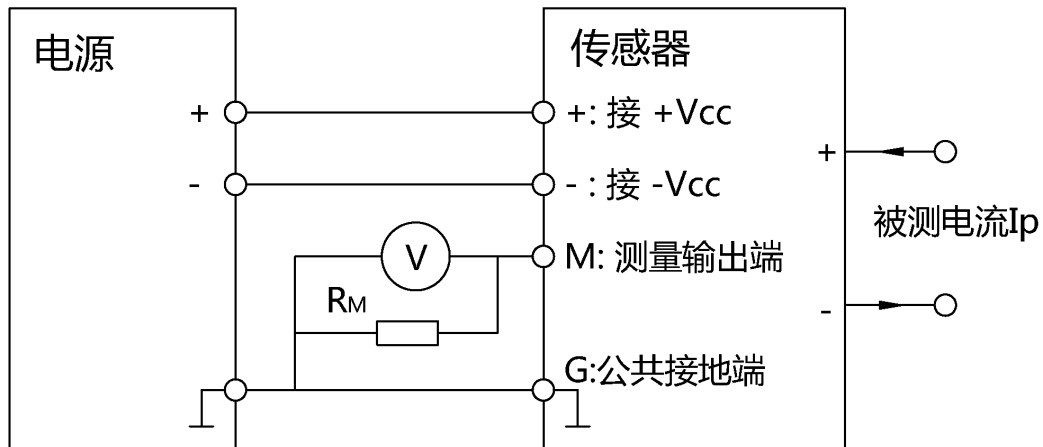 电源
传感器
+
+: 接 +Vcc
-
- : 接 -Vcc
+
被测电流Ip
-
V
M: 测量输出端
RM
G:公共接地端